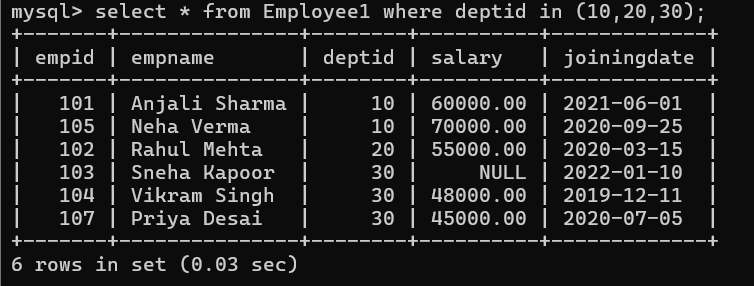 mysql> select * from Employee1 where deptid in (10,20,30);
+-------+---------------+--------+----------+-------------+
| empid | empname       | deptid | salary   | joiningdate |
+-------+---------------+--------+----------+-------------+
|   101 | Anjali Sharma |     10 | 60000.00 | 2021-06-01  |
|   105 | Neha Verma    |     10 | 70000.00 | 2020-09-25  |
|   102 | Rahul Mehta   |     20 | 55000.00 | 2020-03-15  |
|   103 | Sneha Kapoor  |     30 |     NULL | 2022-01-10  |
|   104 | Vikram Singh  |     30 | 48000.00 | 2019-12-11  |
|   107 | Priya Desai   |     30 | 45000.00 | 2020-07-05  |
+-------+---------------+--------+----------+-------------+
6 rows in set (0.03 sec)